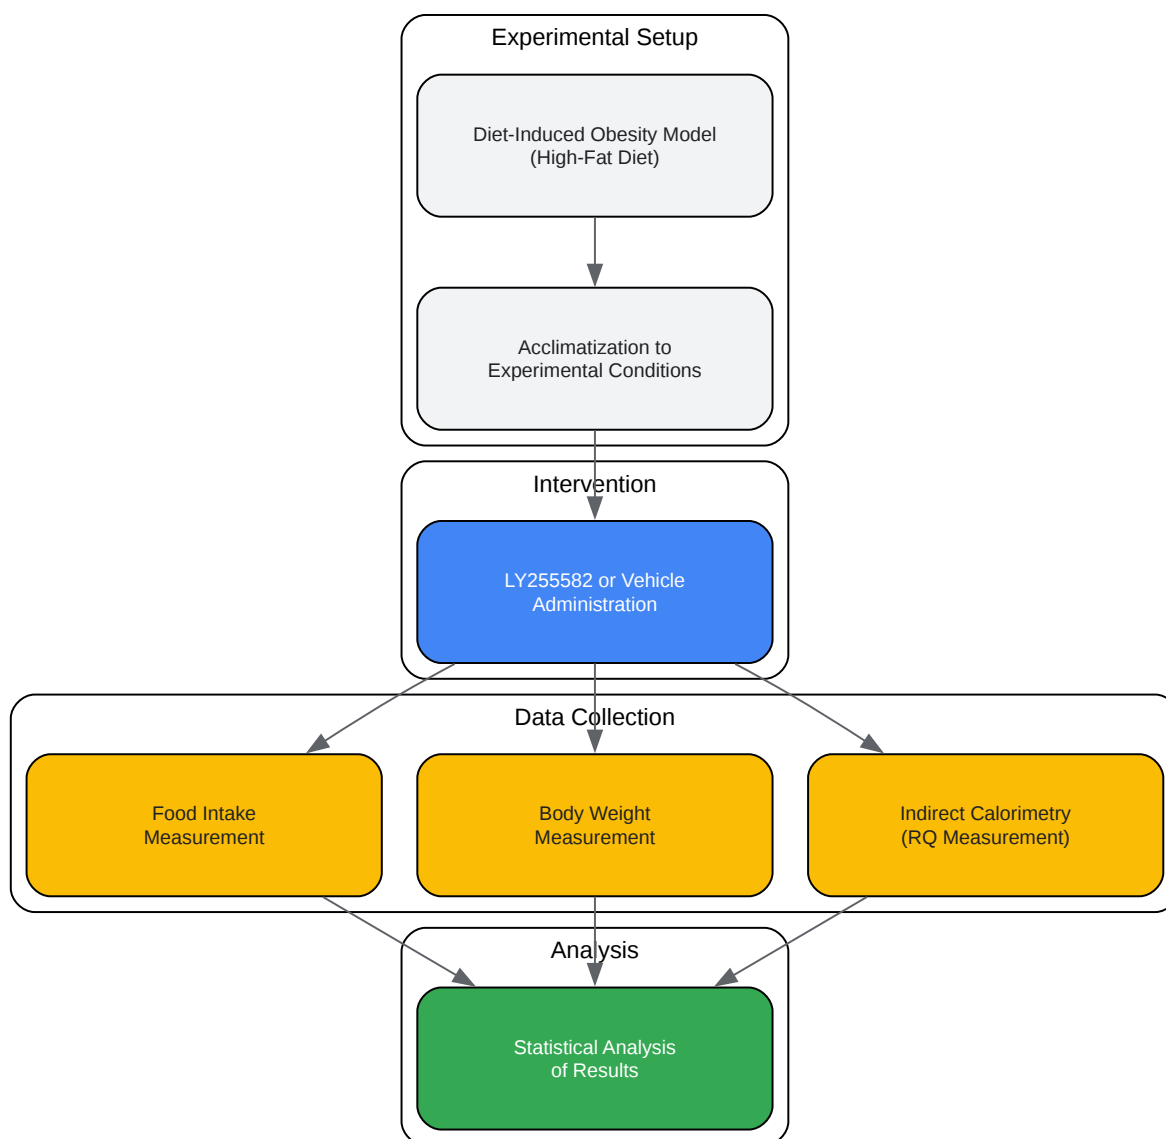 Experimental Setup
Diet-Induced Obesity Model
(High-Fat Diet)
Acclimatization to
Experimental Conditions
Intervention
LY255582 or Vehicle
Administration
Data Collection
Food Intake
Measurement
Body Weight
Measurement
Indirect Calorimetry
(RQ Measurement)
Analysis
Statistical Analysis
of Results